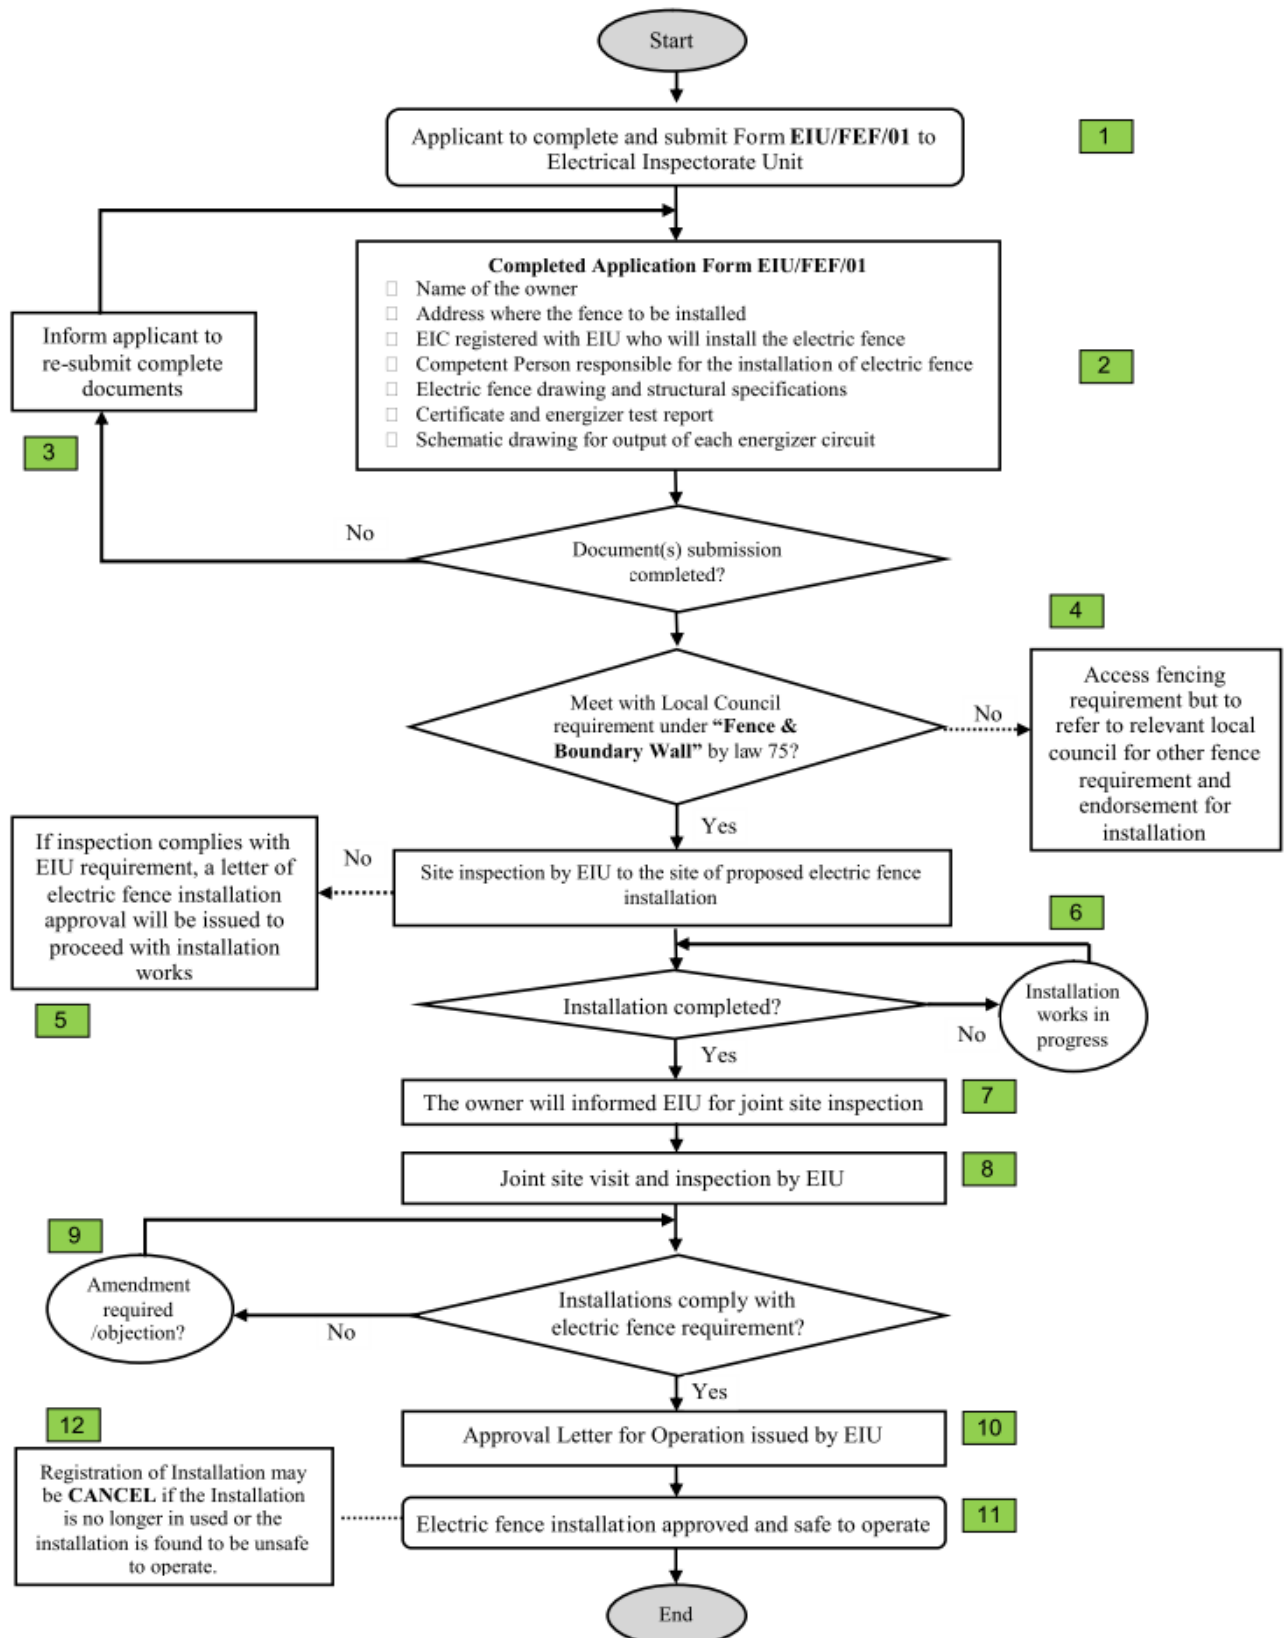 Start
Applicant to complete and submit Form EIU/FEF/01 to
Electrical Inspectorate Unit
1
Completed Application Form EIU/FEF/01
Name of the owner
Address where the fence to be installed
EIC registered with EIU who will install the electric fence
Competent Person responsible for the installation of electric fence
Electric fence drawing and structural specifications
Certificate and energizer test report
Schematic drawing for output of each energizer circuit
2
Inform applicant to
re-submit complete
documents
3
No
Document(s) submission
completed?
4
Meet with Local Council
requirement under “Fence &
Boundary Wall” by law 75?
No
Access fencing
requirement but to
refer to relevant local
council for other fence
requirement and
endorsement for
installation
Yes
If inspection complies with
EIU requirement, a letter of
electric fence installation
approval will be issued to
proceed with installation
works
No
Site inspection by EIU to the site of proposed electric fence
installation
5
6
Installation completed?
No
Installation
works in
progress
Yes
The owner will informed EIU for joint site inspection
7
Joint site visit and inspection by EIU
8
9
Amendment
required
/objection?
No
Installations comply with
electric fence requirement?
Yes
Approval Letter for Operation issued by EIU
10
12
Registration of Installation may
be CANCEL if the Installation
is no longer in used or the
installation is found to be unsafe
to operate.
Electric fence installation approved and safe to operate
11
End